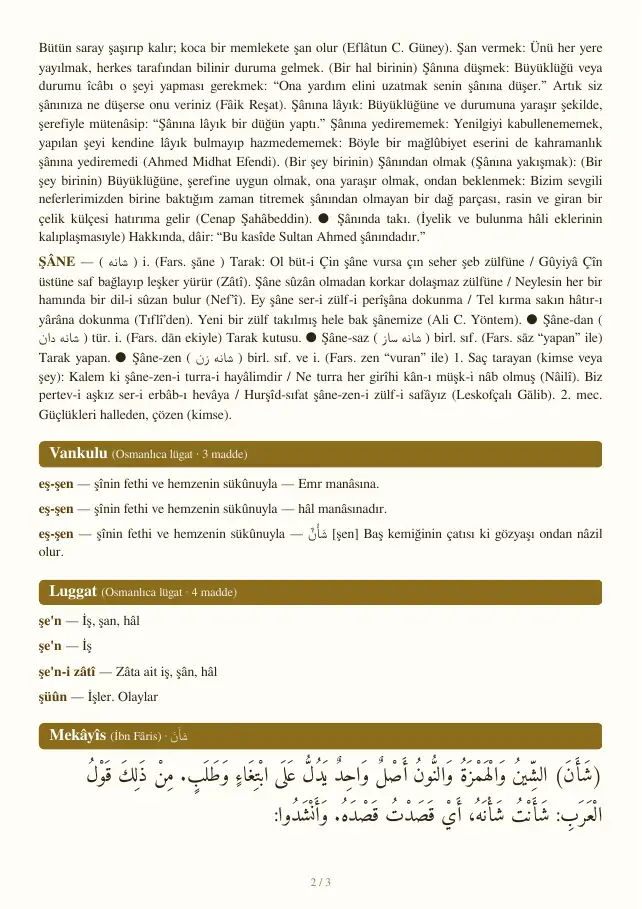 Bütün saray şaşırıp kalır; koca bir memlekete şan olur (Eflâtun C. Güney). Şan vermek: Ünü her yere
yayılmak, herkes tarafından bilinir duruma gelmek. (Bir hal birinin) Şânına düşmek: Büyüklüğü veya
durumu îcâbı o şeyi yapması gerekmek: “Ona yardım elini uzatmak senin şânına düşer.” Artık siz
şânınıza ne düşerse onu veriniz (Fâik Reşat). Şânına lâyık: Büyüklüğüne ve durumuna yaraşır şekilde,
şerefiyle mütenâsip: “Şânına lâyık bir düğün yaptı.” Şânına yedirememek: Yenilgiyi kabullenememek,
yapılan şeyi kendine lâyık bulmayıp hazmedememek: Böyle bir mağlûbiyet eserini de kahramanlık
şânına yediremedi (Ahmed Midhat Efendi). (Bir şey birinin) Şânından olmak (Şânına yakışmak): (Bir
şey birinin) Büyüklüğüne, şerefine uygun olmak, ona yaraşır olmak, ondan beklenmek: Bizim sevgili
neferlerimizden birine baktığım zaman titremek şânından olmayan bir dağ parçası, rasin ve giran bir
çelik külçesi hatırıma gelir (Cenap Şahâbeddin). ● Şânında takı. (İyelik ve bulunma hâli eklerinin
kalıplaşmasıyle) Hakkında, dâir: “Bu kasîde Sultan Ahmed şânındadır.”
ŞÂNE — ( شانه ) i. (Fars. şāne ) Tarak: Ol büt-i Çin şâne vursa çın seher şeb zülfüne / Gûyiyâ Çîn
üstüne saf bağlayıp leşker yürür (Zâtî). Şâne sûzân olmadan korkar dolaşmaz zülfüne / Neylesin her bir
hamında bir dil-i sûzan bulur (Nef’î). Ey şâne ser-i zülf-i perîşâna dokunma / Tel kırma sakın hâtır-ı
yârâna dokunma (Tıflî’den). Yeni bir zülf takılmış hele bak şânemize (Ali C. Yöntem). ● Şâne-dan (
شانه دان ) tür. i. (Fars. dān ekiyle) Tarak kutusu. ● Şâne-saz ( شانه ساز ) birl. sıf. (Fars. sāz “yapan” ile)
Tarak yapan. ● Şâne-zen ( شانه زن ) birl. sıf. ve i. (Fars. zen “vuran” ile) 1. Saç tarayan (kimse veya
şey): Kalem ki şâne-zen-i turra-i hayâlimdir / Ne turra her girîhi kân-ı müşk-i nâb olmuş (Nâilî). Biz
pertev-i aşkız ser-i erbâb-ı hevâya / Hurşîd-sıfat şâne-zen-i zülf-i safâyız (Leskofçalı Gālib). 2. mec.
Güçlükleri halleden, çözen (kimse).
Vankulu (Osmanlıca lügat · 3 madde)
eş-şen — şînin fethi ve hemzenin sükûnuyla — Emr manâsına.
eş-şen — şînin fethi ve hemzenin sükûnuyla — hâl manâsınadır.
eş-şen — şînin fethi ve hemzenin sükûnuyla — شَأْنٌ [şen] Baş kemiğinin çatısı ki gözyaşı ondan nâzil
olur.
Luggat (Osmanlıca lügat · 4 madde)
şe'n — İş, şan, hâl
şe'n — İş
şe'n-i zâtî — Zâta ait iş, şân, hâl
şüûn — İşler. Olaylar
Mekâyîs (İbn Fâris) · شَأَنَ
(شَأَنَ) الشِّينُ وَالْهَمْزَةُ وَالنُّونُ أَصْلٌ وَاحِدٌ يَدُلُّ عَلَى ابْتِغَاءٍ وَطَلَبٍ. مِنْ ذَلِكَ قَوْلُ
الْعَرَبِ: شَأَنْتُ شَأْنَهُ، أَيْ قَصَدْتُ قَصْدَهُ. وَأَنْشَدُوا:
2 / 3